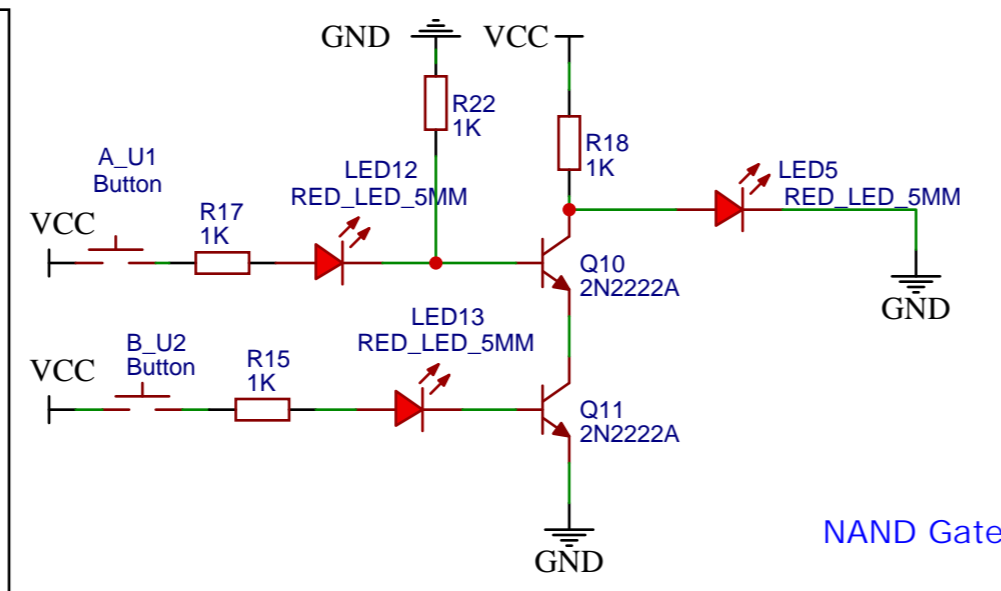 GND
VCC
R22
1K
R18
1K
A_U1
Button
LED12
RED_LED_5MM
LED5
RED_LED_5MM
VCC
R17
1K
Q10
2N2222A
GND
LED13
RED_LED_5MM
VCC
B_U2
Button
R15
1K
Q11
2N2222A
GND
NAND Gate